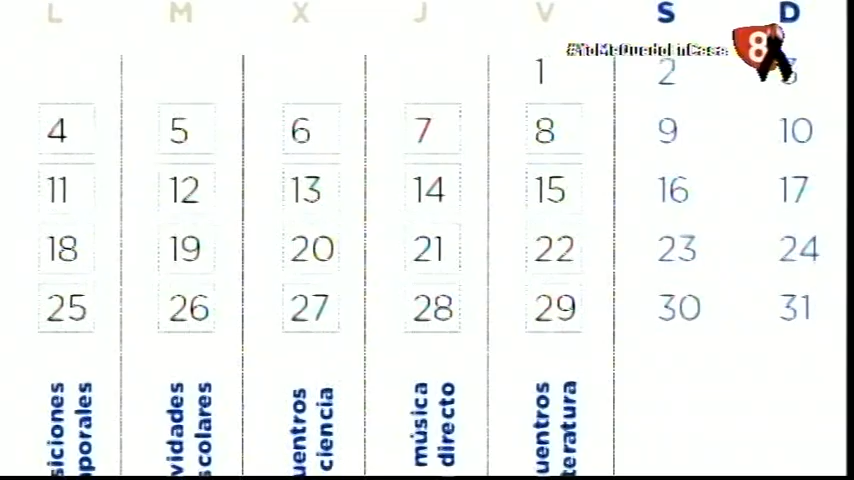 L M X J V S D
#YoMeQuedoEnCasa 8
1 2 3
4 5 6 7 8 9 10
11 12 13 14 15 16 17
18 19 20 21 22 23 24
25 26 27 28 29 30 31
siciones
porales
vidades
scolares
uentros
ciencia
música
directo
uentros
teratura